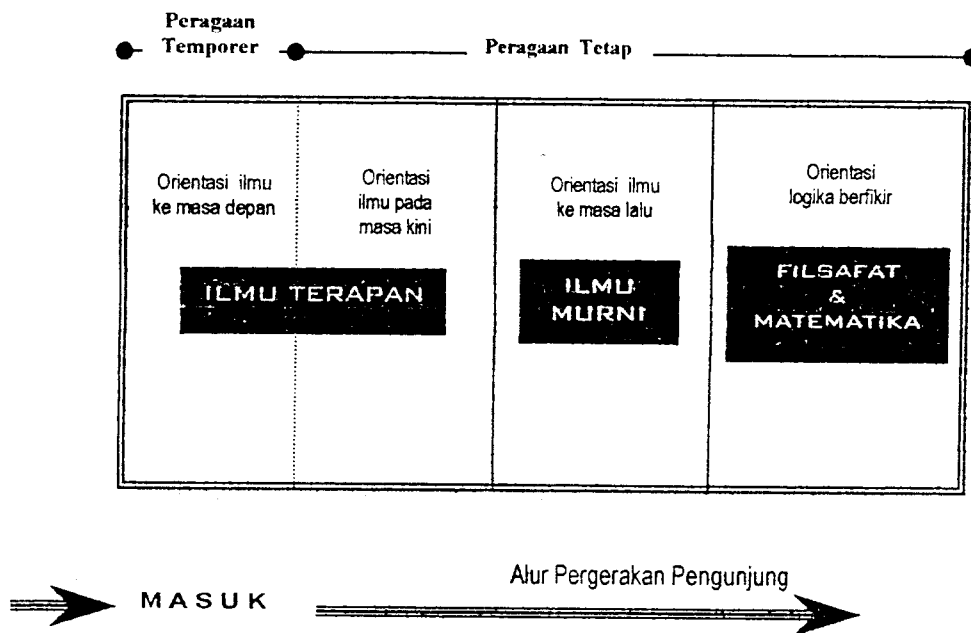 Peragaan
Temporer
Peragaan Tetap
Orientasi ilmu
ke masa depan
Orientasi
ilmu pada
masa kini
Orientasi ilmu
ke masa lalu
Orientasi
logika berfikir
ILMU TERAPAN
ILMU
MURNI
FILSAFAT
&
MATEMATIKA
MASUK
Alur Pergerakan Pengunjung